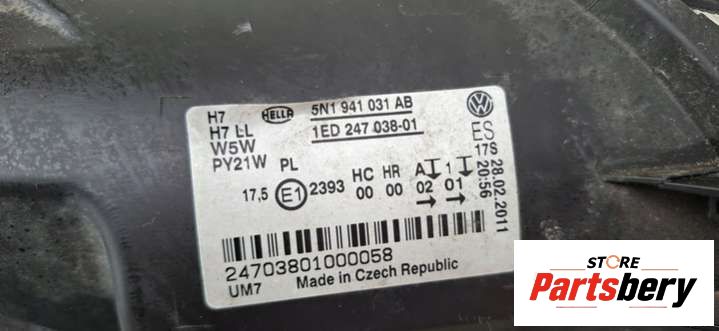 H7
H7 LL
W5W
PY21W PL
HELLA
5N1 941 031 AB
1ED 247 038-01
ES
17S
28.02.2011
20:56
17,5 E1 2393
HC HR A 1
00 00 02 01
24703801000058
UM7 Made in Czech Republic
STORE
Partsbery